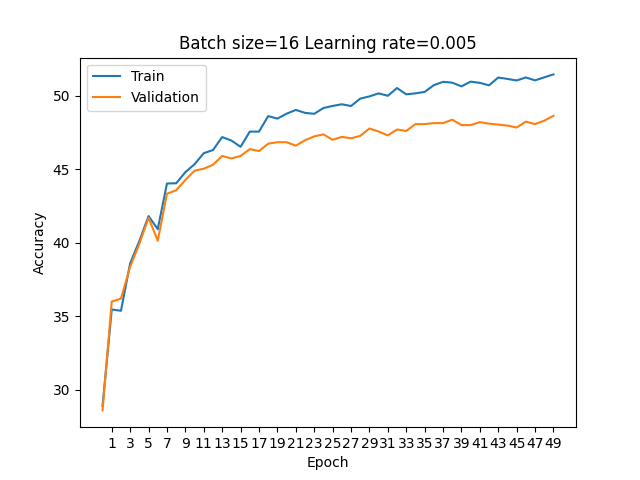 Batch size=16 Learning rate=0.005
Train
Validation
50
45
40
35
30
Accuracy
1 3 5 7 9 11 13 15 17 19 21 23 25 27 29 31 33 35 37 39 41 43 45 47 49
Epoch